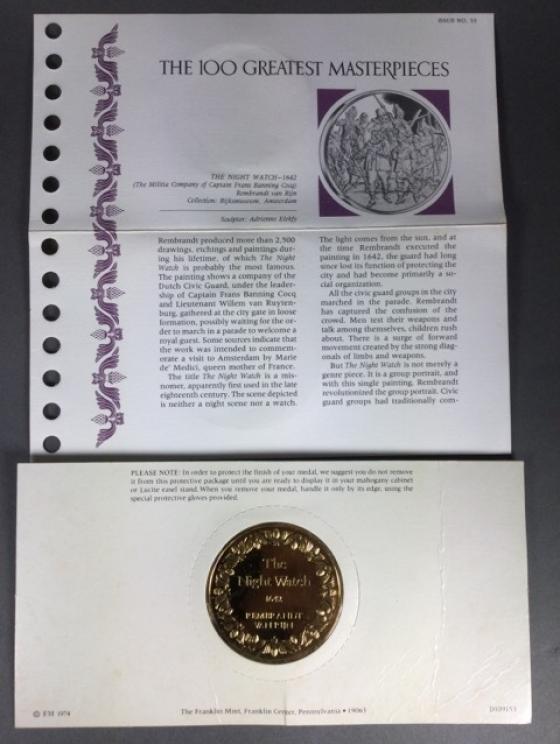 ISSUE NO. 53
THE 100 GREATEST MASTERPIECES
THE NIGHT WATCH—1642
(The Militia Company of Captain Frans Banning Cocq)
Rembrandt van Rijn
Collection: Rijksmuseum, Amsterdam
Sculptor: Adrienne Elekfy
Rembrandt produced more than 2,500
drawings, etchings and paintings dur-
ing his lifetime, of which The Night
Watch is probably the most famous.
The painting shows a company of the
Dutch Civic Guard, under the leader-
ship of Captain Frans Banning Cocq
and Lieutenant Willem van Ruyten-
burg, gathered at the city gate in loose
formation, possibly waiting for the or-
der to march in a parade to welcome a
royal guest. Some sources indicate that
the work was intended to commem-
orate a visit to Amsterdam by Marie
de' Medici, queen mother of France.
The title The Night Watch is a mis-
nomer, apparently first used in the late
eighteenth century. The scene depicted
is neither a night scene nor a watch.
The light comes from the sun, and at
the time Rembrandt executed the
painting in 1642, the guard had long
since lost its function of protecting the
city and had become primarily a so-
cial organization.
All the civic guard groups in the city
marched in the parade. Rembrandt
has captured the confusion of the
crowd. Men test their weapons and
talk among themselves, children rush
about. There is a surge of forward
movement created by the strong diag-
onals of limbs and weapons.
But The Night Watch is not merely a
genre piece. It is a group portrait, and
with this single painting, Rembrandt
revolutionized the group portrait. Civic
guard groups had traditionally com-
PLEASE NOTE: In order to protect the finish of your medal, we suggest you do not remove
it from this protective package until you are ready to display it in your mahogany cabinet
or Lucite easel stand. When you remove your medal, handle it only by its edge, using the
special protective gloves provided.
The
Night Watch
1642
REMBRANDT
VAN RIJN
© FM 1974
The Franklin Mint, Franklin Center, Pennsylvania • 19063